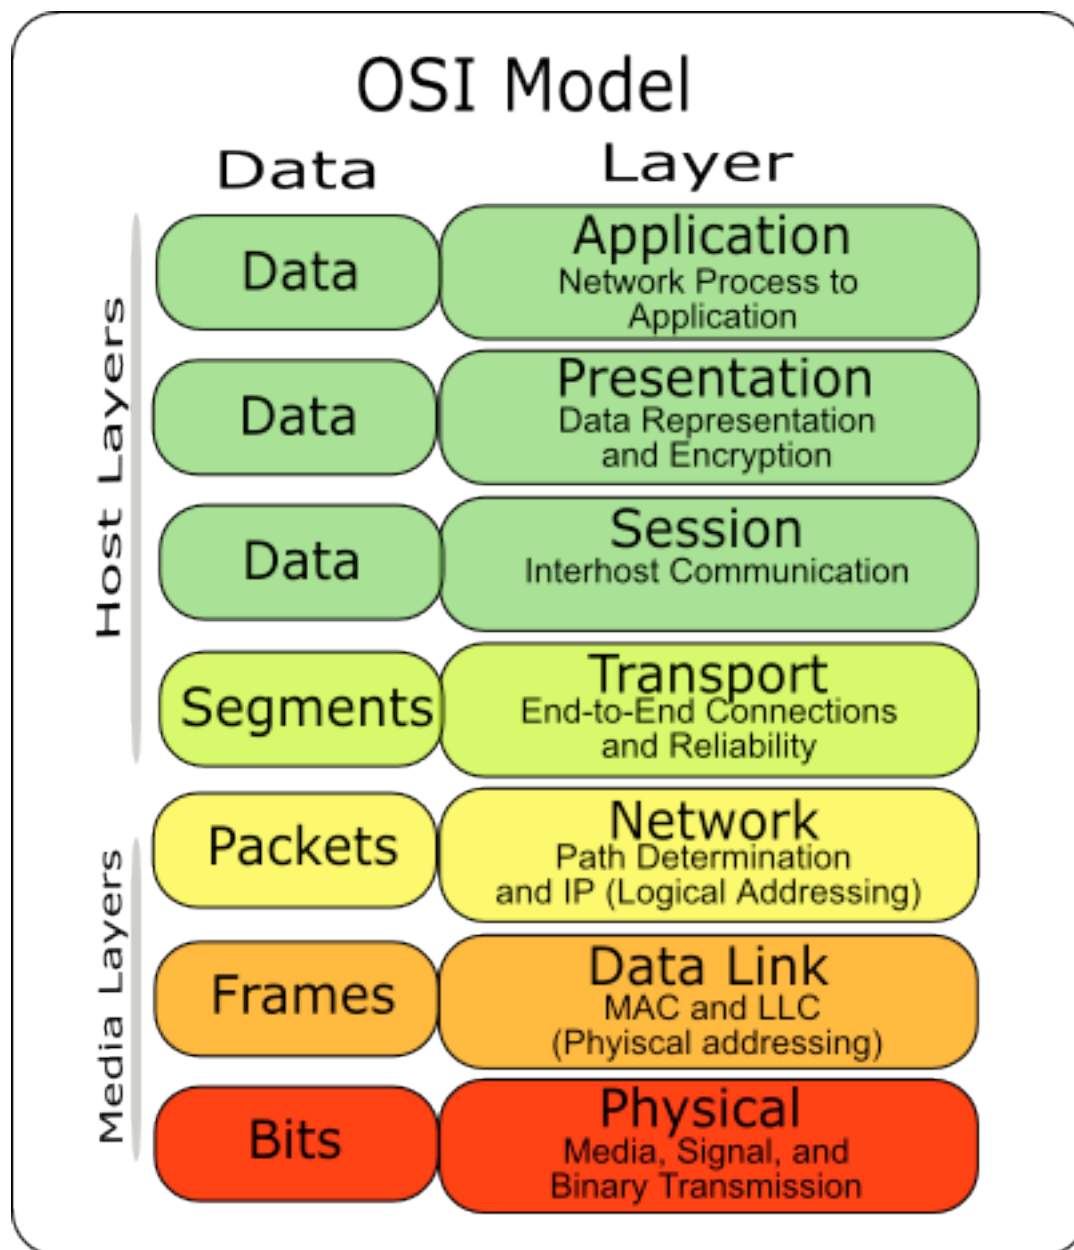 OSI Model
Data
Layer
Host Layers
Data
Application
Network Process to
Application
Data
Presentation
Data Representation
and Encryption
Data
Session
Interhost Communication
Segments
Transport
End-to-End Connections
and Reliability
Media Layers
Packets
Network
Path Determination
and IP (Logical Addressing)
Frames
Data Link
MAC and LLC
(Phyiscal addressing)
Bits
Physical
Media, Signal, and
Binary Transmission